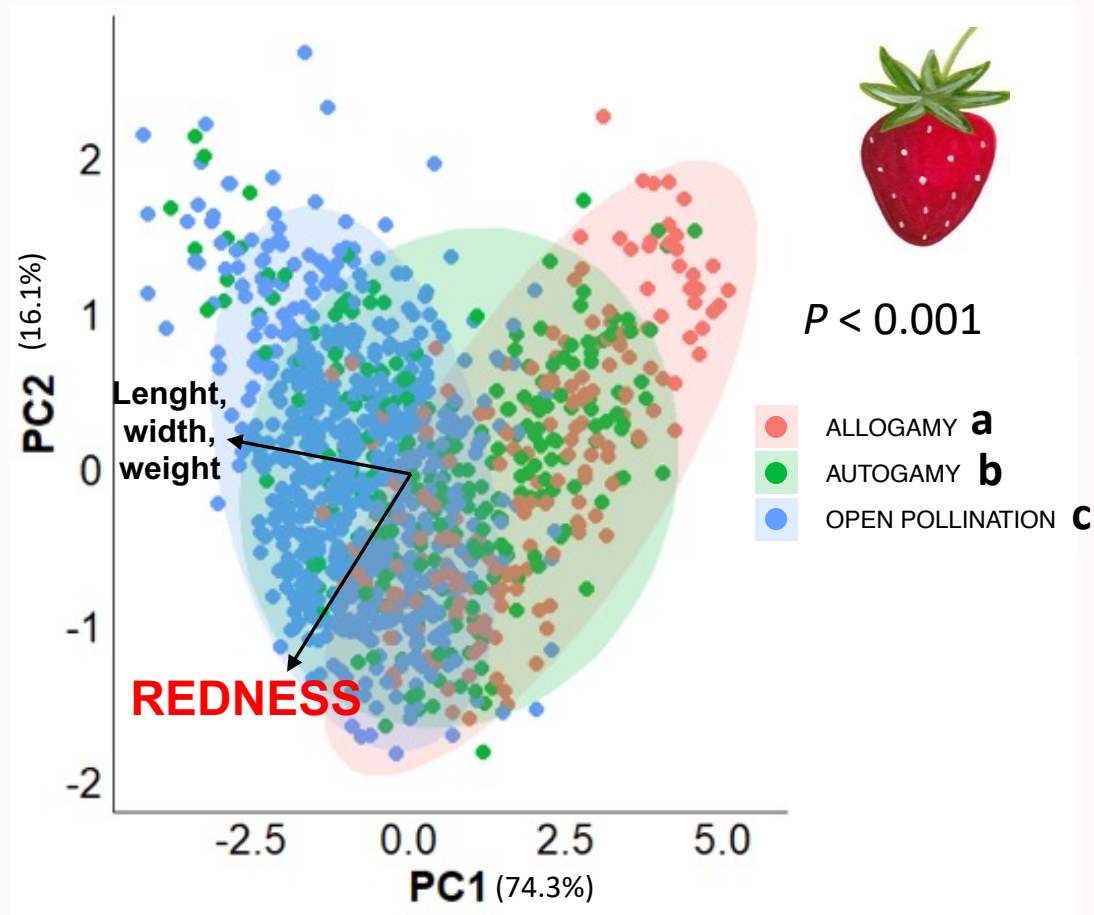 2
1
0
-1
-2
PC2 (16.1%)
Lenght,
width,
weight
REDNESS
-2.5 0.0 2.5 5.0
PC1 (74.3%)
P < 0.001
ALLOGAMY a
AUTOGAMY b
OPEN POLLINATION c